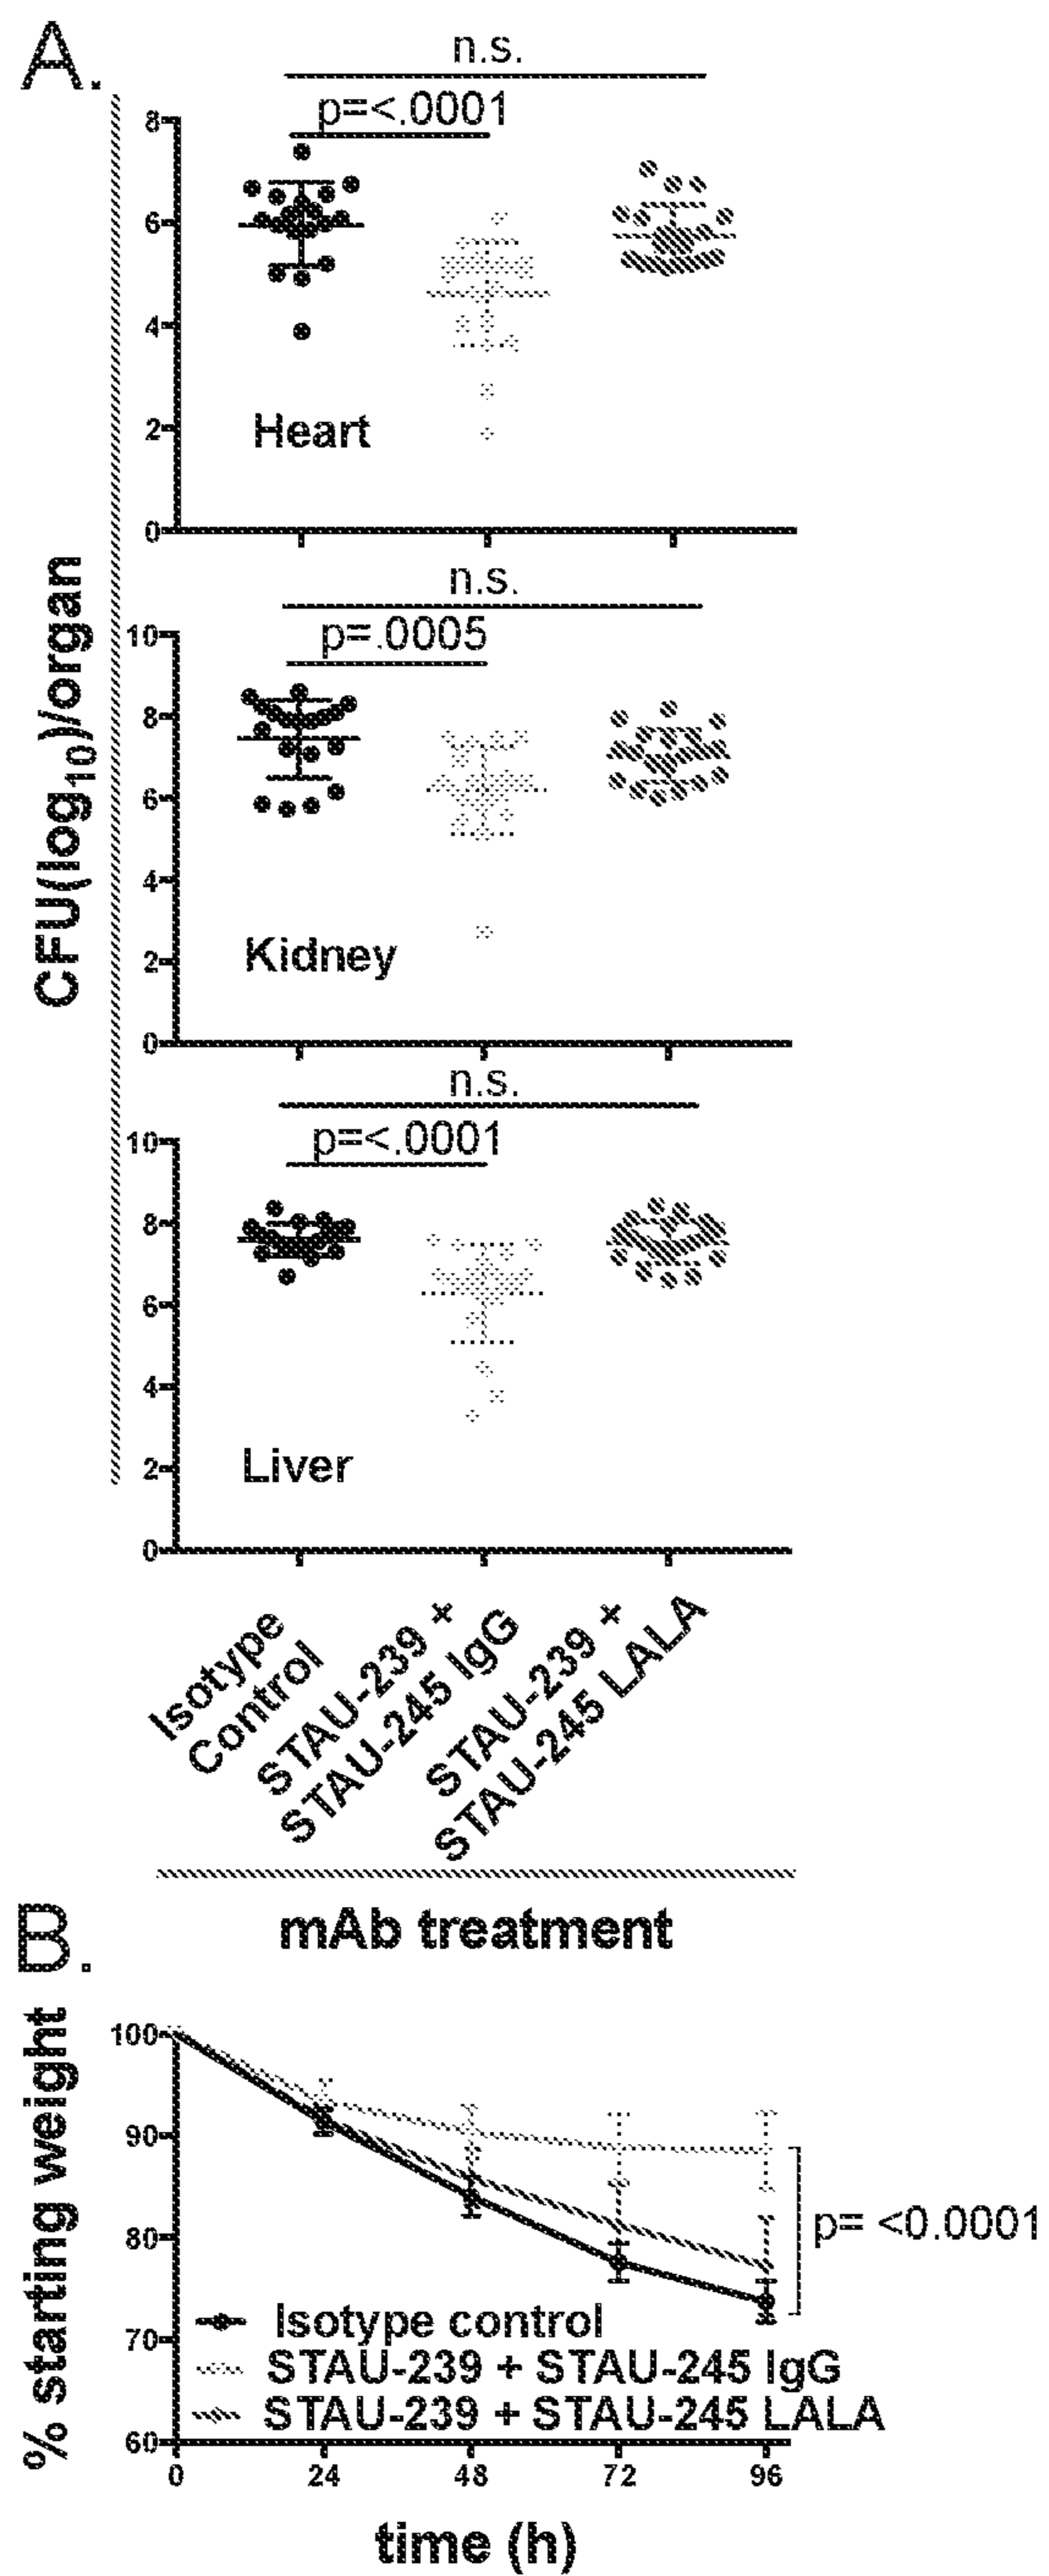 A.
n.s.
p=<.0001
8
6
4
2
0
Heart
n.s.
p=.0005
10
8
6
4
2
0
Kidney
n.s.
p=<.0001
10
8
6
4
2
0
Liver
CFU(log10)/organ
Isotype
Control
STAU-239 +
STAU-245 IgG
STAU-239 +
STAU-245 LALA
mAb treatment
B.
% starting weight
100
90
80
70
60
p= <0.0001
Isotype control
STAU-239 + STAU-245 IgG
STAU-239 + STAU-245 LALA
0 24 48 72 96
time (h)